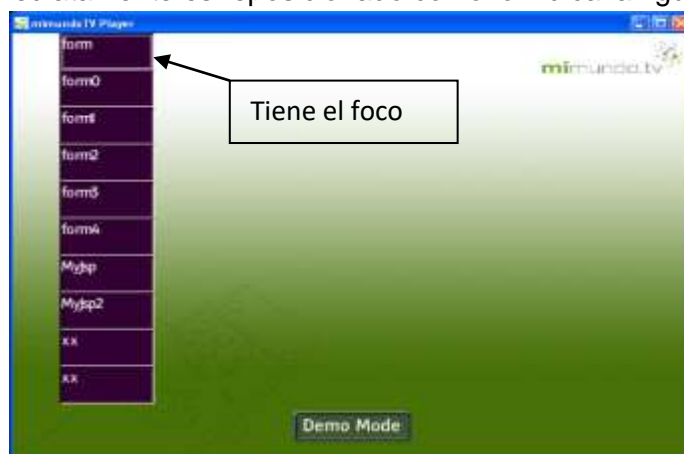 mimundo TV Player
form
mimundo.tv
form0
Tiene el foco
form1
form2
form3
form4
MyJsp
MyJsp2
xx
xx
Demo Mode